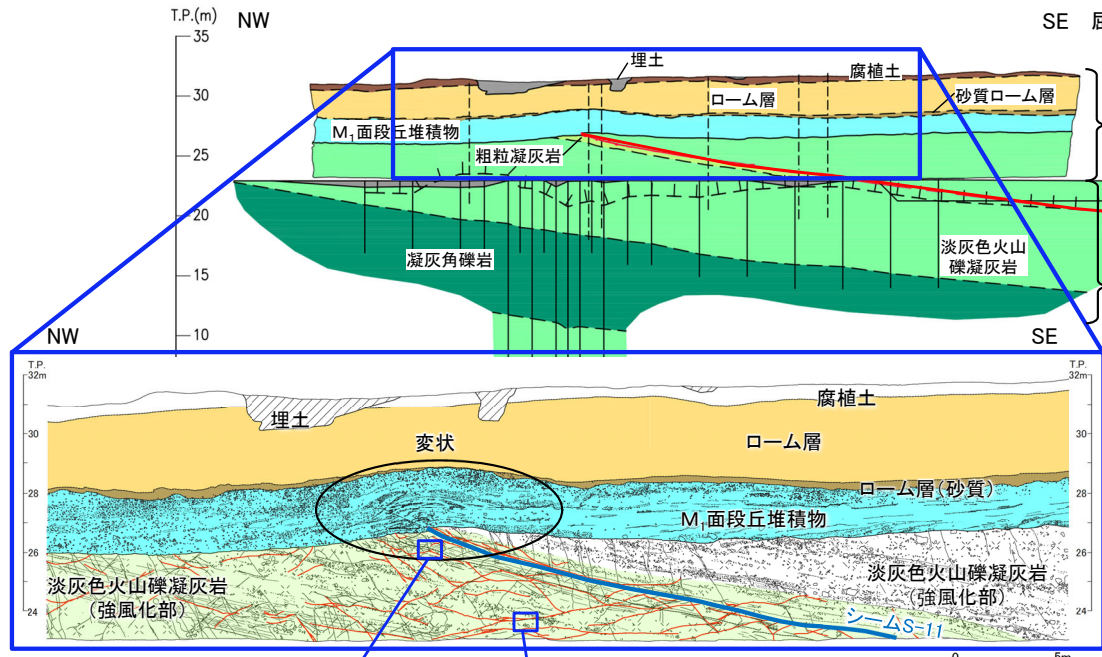 T.P.(m)
NW
SE
35
埋土
腐植土
30
ローム層
砂質ローム層
M₁面段丘堆積物
25
粗粒凝灰岩
20
凝灰角礫岩
淡灰色火山
礫凝灰岩
15
10
NW
SE
T.P.
32m
T.P.
32m
腐植土
埋土
変状
ローム層
30
30
ローム層(砂質)
28
28
M₁面段丘堆積物
26
26
淡灰色火山礫凝灰岩
(強風化部)
淡灰色火山礫凝灰岩
(強風化部)
24
24
シームS-11
0
5m